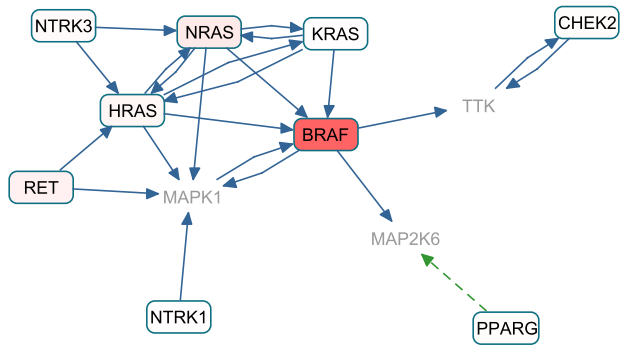 CHEK2
NTRK3
NRAS
KRAS
TTK
HRAS
BRAF
RET
MAPK1
MAP2K6
NTRK1
PPARG